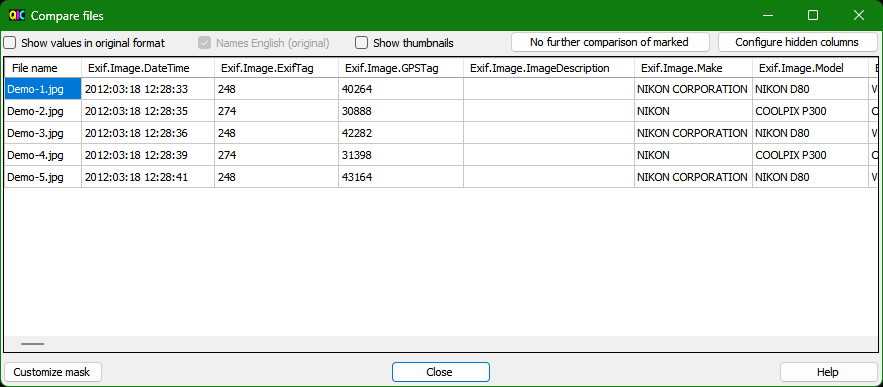 QIC Compare files
Show values in original format Names English (original) Show thumbnails No further comparison of marked Configure hidden columns
File name Exif.Image.DateTime Exif.Image.ExifTag Exif.Image.GPSTag Exif.Image.ImageDescription Exif.Image.Make Exif.Image.Model
Demo-1.jpg 2012:03:18 12:28:33 248 40264 NIKON CORPORATION NIKON D80
Demo-2.jpg 2012:03:18 12:28:35 274 30888 NIKON COOLPIX P300
Demo-3.jpg 2012:03:18 12:28:36 248 42282 NIKON CORPORATION NIKON D80
Demo-4.jpg 2012:03:18 12:28:39 274 31398 NIKON COOLPIX P300
Demo-5.jpg 2012:03:18 12:28:41 248 43164 NIKON CORPORATION NIKON D80
Customize mask Close Help